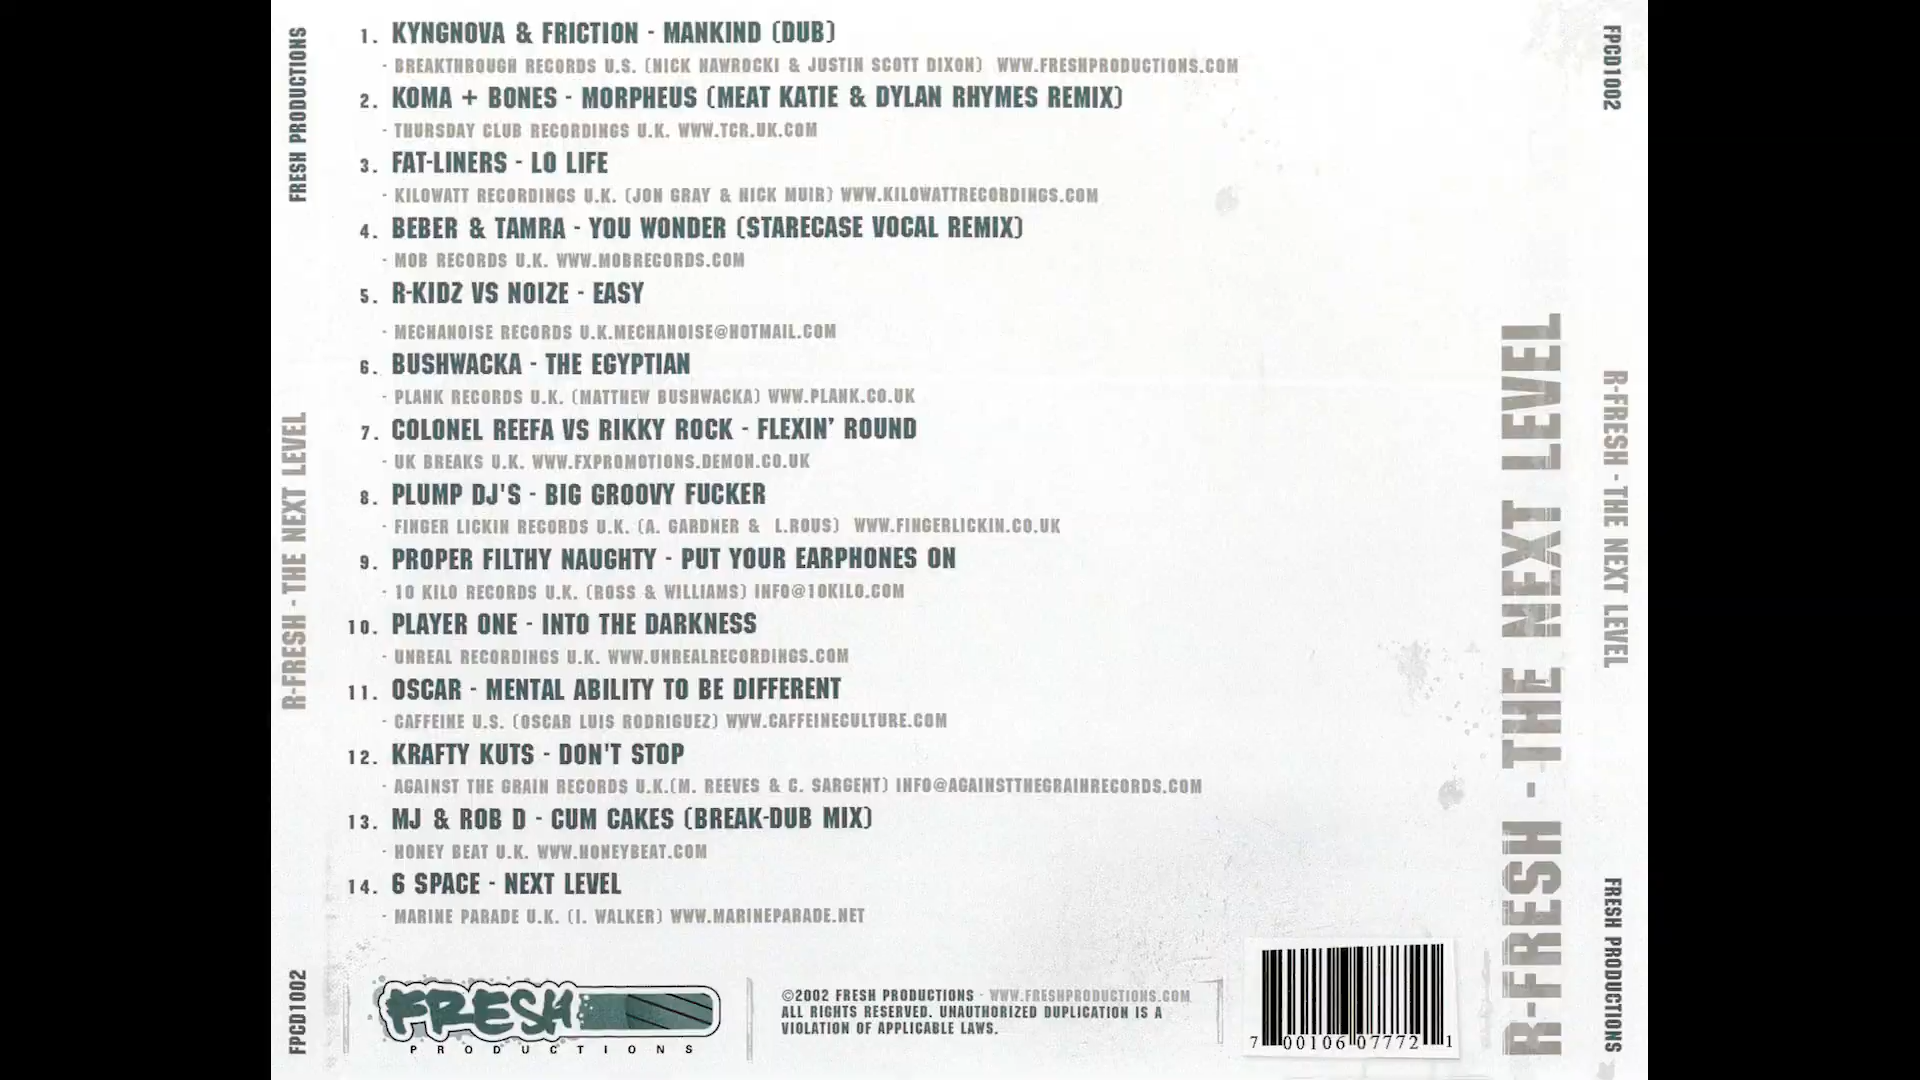 FRESH PRODUCTIONS
R-FRESH - THE NEXT LEVEL
FPCD1002
1. KYNGNOVA & FRICTION - MANKIND (DUB)
- BREAKTHROUGH RECORDS U.S. (NICK NAWROCKI & JUSTIN SCOTT DIXON) WWW.FRESHPRODUCTIONS.COM
2. KOMA + BONES - MORPHEUS (MEAT KATIE & DYLAN RHYMES REMIX)
- THURSDAY CLUB RECORDINGS U.K. WWW.TCR.UK.COM
3. FAT-LINERS - LO LIFE
- KILOWATT RECORDINGS U.K. (JON GRAY & NICK MUIR) WWW.KILOWATTRECORDINGS.COM
4. BEBER & TAMRA - YOU WONDER (STARECASE VOCAL REMIX)
- MOB RECORDS U.K. WWW.MOBRECORDS.COM
5. R-KIDZ VS NOIZE - EASY
- MECHANOISE RECORDS U.K.MECHANOISE@HOTMAIL.COM
6. BUSHWACKA - THE EGYPTIAN
- PLANK RECORDS U.K. (MATTHEW BUSHWACKA) WWW.PLANK.CO.UK
7. COLONEL REEFA VS RIKKY ROCK - FLEXIN' ROUND
- UK BREAKS U.K. WWW.FXPROMOTIONS.DEMON.CO.UK
8. PLUMP DJ'S - BIG GROOVY FUCKER
- FINGER LICKIN RECORDS U.K. (A. GARDNER & L.ROUS) WWW.FINGERLICKIN.CO.UK
9. PROPER FILTHY NAUGHTY - PUT YOUR EARPHONES ON
- 10 KILO RECORDS U.K. (ROSS & WILLIAMS) INFO@10KILO.COM
10. PLAYER ONE - INTO THE DARKNESS
- UNREAL RECORDINGS U.K. WWW.UNREALRECORDINGS.COM
11. OSCAR - MENTAL ABILITY TO BE DIFFERENT
- CAFFEINE U.S. (OSCAR LUIS RODRIGUEZ) WWW.CAFFEINECULTURE.COM
12. KRAFTY KUTS - DON'T STOP
- AGAINST THE GRAIN RECORDS U.K.(M. REEVES & C. SARGENT) INFO@AGAINSTTHEGRAINRECORDS.COM
13. MJ & ROB D - CUM CAKES (BREAK-DUB MIX)
- HONEY BEAT U.K. WWW.HONEYBEAT.COM
14. 6 SPACE - NEXT LEVEL
- MARINE PARADE U.K. (I. WALKER) WWW.MARINEPARADE.NET
FRESH
PRODUCTIONS
©2002 FRESH PRODUCTIONS - WWW.FRESHPRODUCTIONS.COM
ALL RIGHTS RESERVED. UNAUTHORIZED DUPLICATION IS A
VIOLATION OF APPLICABLE LAWS.
7 00106 07772 1
R-FRESH - THE NEXT LEVEL
FPCD1002
R-FRESH - THE NEXT LEVEL
FRESH PRODUCTIONS